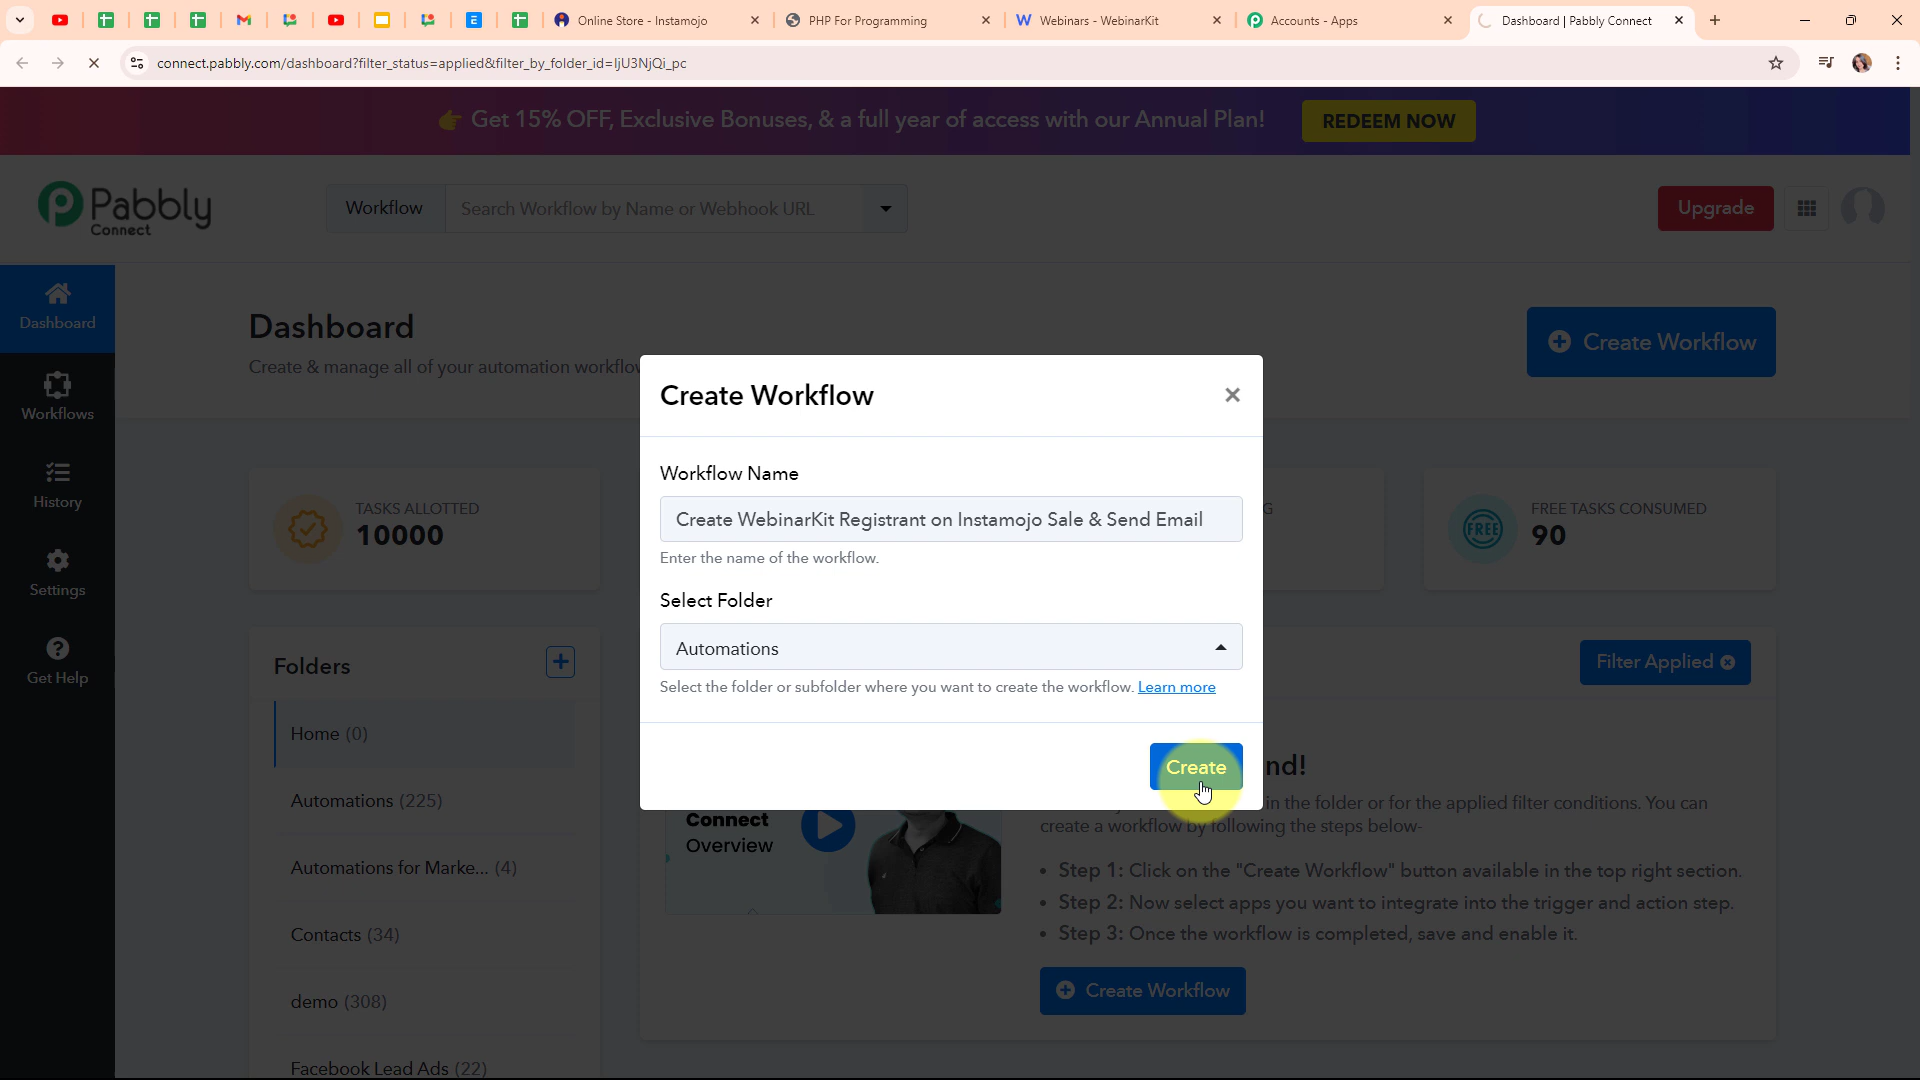 Online Store - Instamojo
PHP For Programming
Webinars - WebinarKit
Accounts - Apps
Dashboard | Pabbly Connect
connect.pabbly.com/dashboard?filter_status=applied&filter_by_folder_id=IjU3NjQi_pc
👉 Get 15% OFF, Exclusive Bonuses, & a full year of access with our Annual Plan!
REDEEM NOW
Pabbly
Connect
Workflow
Search Workflow by Name or Webhook URL
Upgrade
Dashboard
Workflows
History
Settings
Get Help
Dashboard
Create & manage all of your automation workflo
Create Workflow
TASKS ALLOTTED
10000
G
FREE TASKS CONSUMED
FREE
90
Create Workflow
Workflow Name
Create WebinarKit Registrant on Instamojo Sale & Send Email
Enter the name of the workflow.
Select Folder
Automations
Select the folder or subfolder where you want to create the workflow. Learn more
Create
Folders
Home (0)
Automations (225)
Automations for Marke... (4)
Contacts (34)
demo (308)
Facebook Lead Ads (22)
Filter Applied
Connect
Overview
nd!
in the folder or for the applied filter conditions. You can
create a workflow by following the steps below-
• Step 1: Click on the "Create Workflow" button available in the top right section.
• Step 2: Now select apps you want to integrate into the trigger and action step.
• Step 3: Once the workflow is completed, save and enable it.
Create Workflow